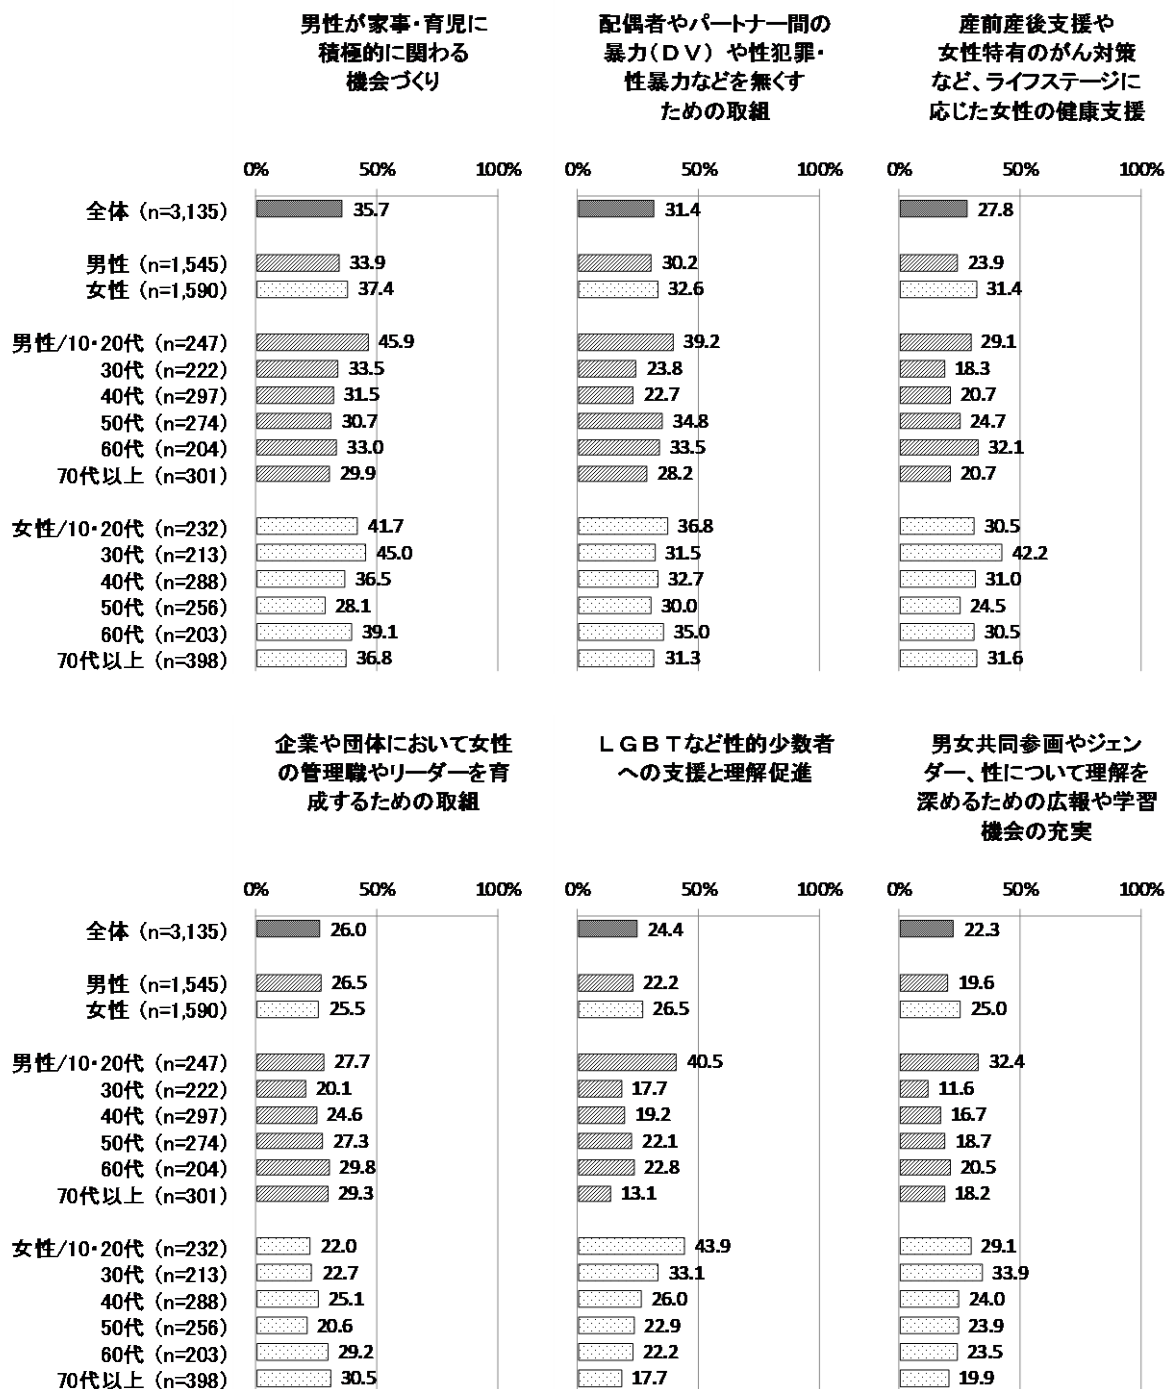 男性が家事・育児に
積極的に関わる
機会づくり
配偶者やパートナー間の
暴力(DV)や性犯罪・
性暴力などを無くす
ための取組
産前産後支援や
女性特有のがん対策
など、ライフステージに
応じた女性の健康支援
0% 50% 100% 0% 50% 100% 0% 50% 100%
全体 (n=3,135) 35.7 31.4 27.8
男性 (n=1,545) 33.9 30.2 23.9
女性 (n=1,590) 37.4 32.6 31.4
男性/10・20代 (n=247) 45.9 39.2 29.1
30代 (n=222) 33.5 23.8 18.3
40代 (n=297) 31.5 22.7 20.7
50代 (n=274) 30.7 34.8 24.7
60代 (n=204) 33.0 33.5 32.1
70代以上 (n=301) 29.9 28.2 20.7
女性/10・20代 (n=232) 41.7 36.8 30.5
30代 (n=213) 45.0 31.5 42.2
40代 (n=288) 36.5 32.7 31.0
50代 (n=256) 28.1 30.0 24.5
60代 (n=203) 39.1 35.0 30.5
70代以上 (n=398) 36.8 31.3 31.6
企業や団体において女性
の管理職やリーダーを育
成するための取組
LGBTなど性的少数者
への支援と理解促進
男女共同参画やジェン
ダー、性について理解を
深めるための広報や学習
機会の充実
0% 50% 100% 0% 50% 100% 0% 50% 100%
全体 (n=3,135) 26.0 24.4 22.3
男性 (n=1,545) 26.5 22.2 19.6
女性 (n=1,590) 25.5 26.5 25.0
男性/10・20代 (n=247) 27.7 40.5 32.4
30代 (n=222) 20.1 17.7 11.6
40代 (n=297) 24.6 19.2 16.7
50代 (n=274) 27.3 22.1 18.7
60代 (n=204) 29.8 22.8 20.5
70代以上 (n=301) 29.3 13.1 18.2
女性/10・20代 (n=232) 22.0 43.9 29.1
30代 (n=213) 22.7 33.1 33.9
40代 (n=288) 25.1 26.0 24.0
50代 (n=256) 20.6 22.9 23.9
60代 (n=203) 29.2 22.2 23.5
70代以上 (n=398) 30.5 17.7 19.9